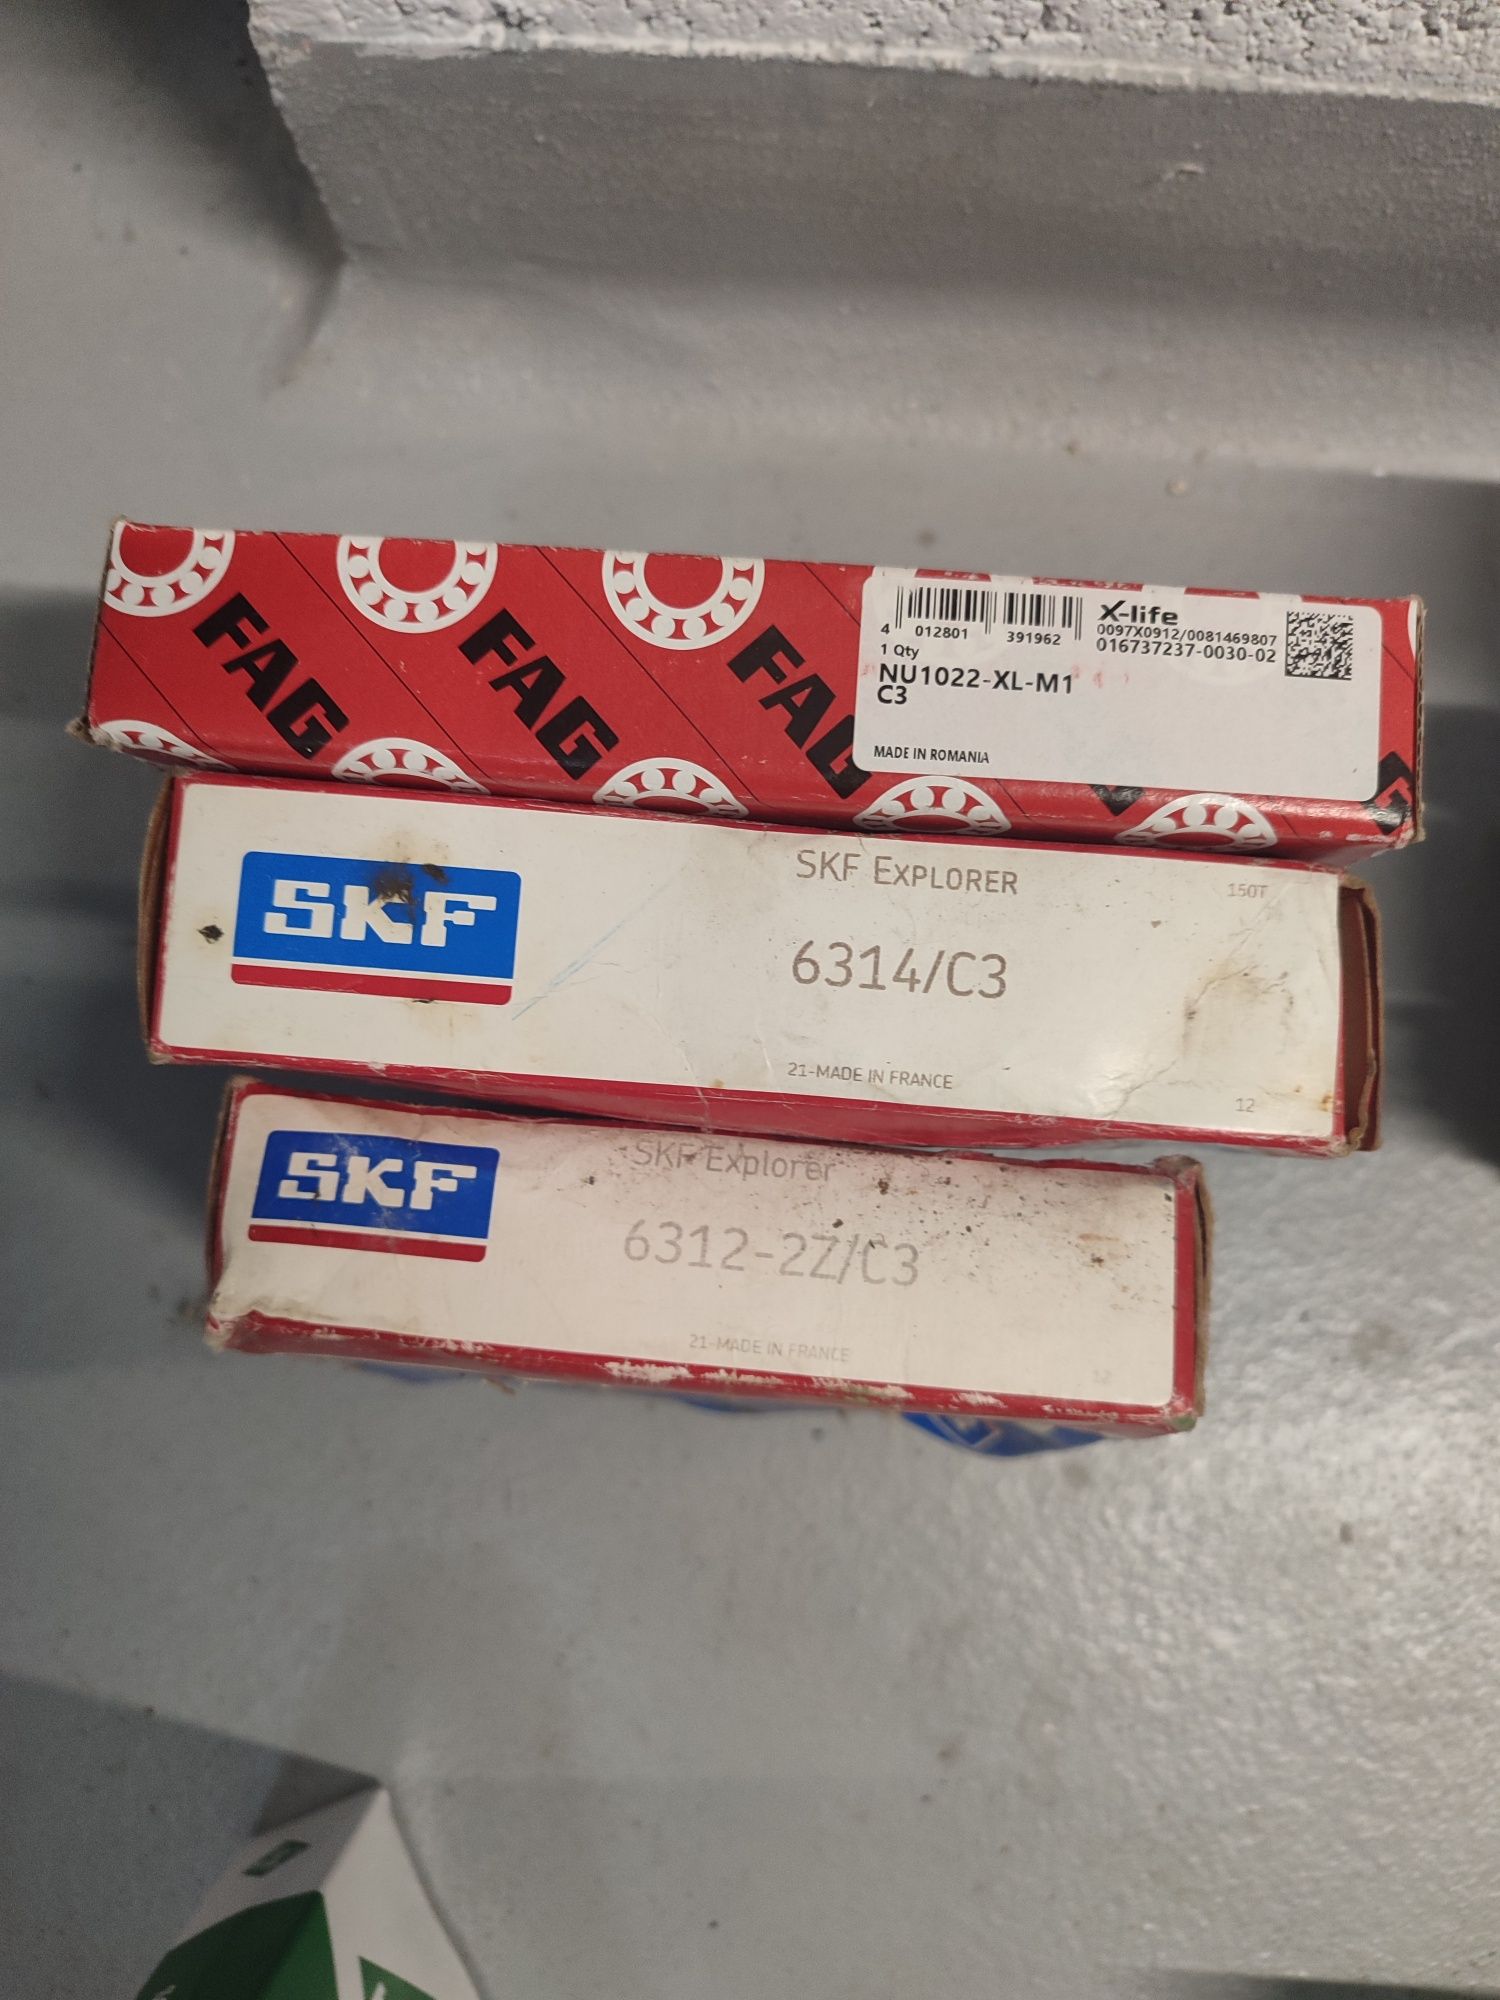 FAG FAG FAG
4 012801 391962
X-life
0097X0912/0081469807
016737237-0030-02
1 Qty
NU1022-XL-M1
C3
MADE IN ROMANIA
SKF
SKF EXPLORER
150T
6314/C3
21-MADE IN FRANCE
12
SKF
SKF Explorer
6312-2Z/C3
21-MADE IN FRANCE
12